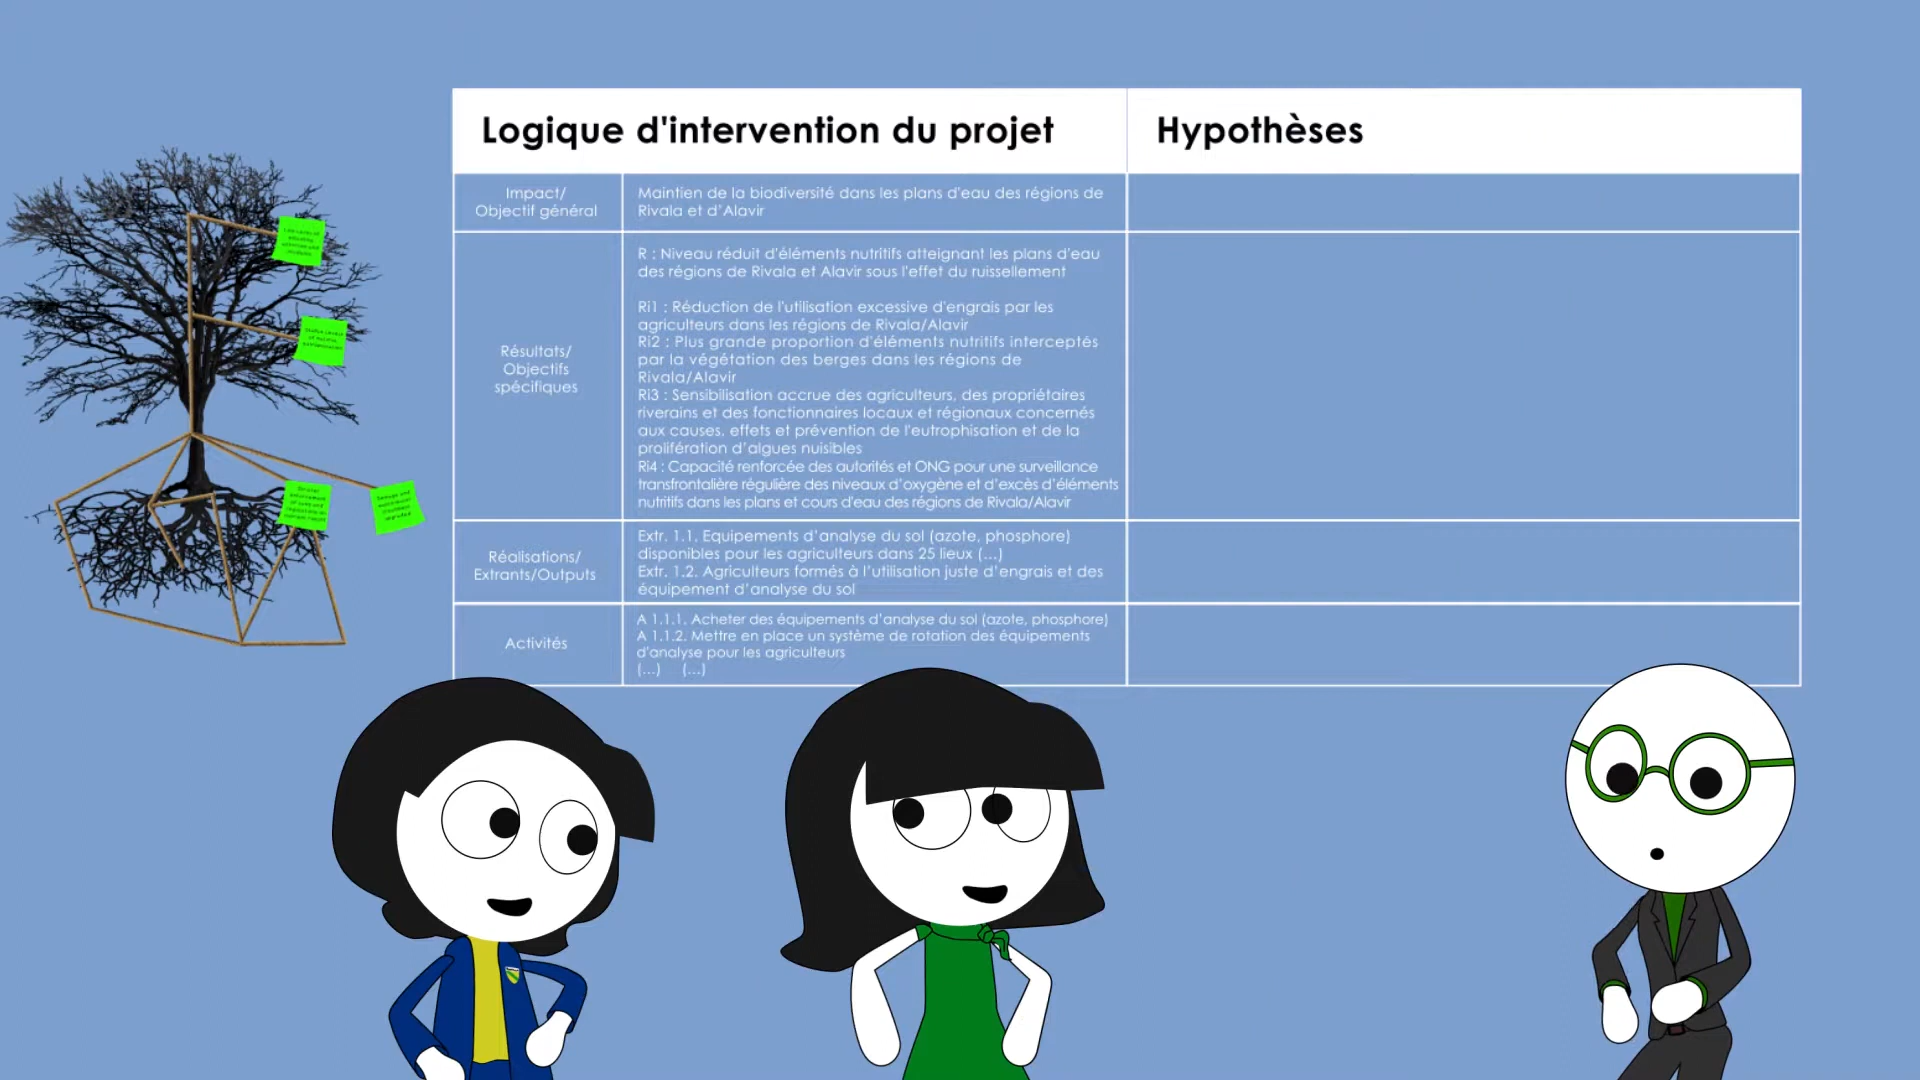 Logique d'intervention du projet
Hypothèses
Impact/
Objectif général
Maintien de la biodiversité dans les plans d'eau des régions de
Rivala et d'Alavir
Résultats/
Objectifs
spécifiques
R : Niveau réduit d'éléments nutritifs atteignant les plans d'eau
des régions de Rivala et Alavir sous l'effet du ruissellement
Ri1 : Réduction de l'utilisation excessive d'engrais par les
agriculteurs dans les régions de Rivala/Alavir
Ri2 : Plus grande proportion d'éléments nutritifs interceptés
par la végétation des berges dans les régions de
Rivala/Alavir
Ri3 : Sensibilisation accrue des agriculteurs, des propriétaires
riverains et des fonctionnaires locaux et régionaux concernés
aux causes, effets et prévention de l'eutrophisation et de la
prolifération d'algues nuisibles
Ri4 : Capacité renforcée des autorités et ONG pour une surveillance
transfrontalière régulière des niveaux d'oxygène et d'excès d'éléments
nutritifs dans les plans et cours d'eau des régions de Rivala/Alavir
Réalisations/
Extrants/Outputs
Extr. 1.1. Equipements d'analyse du sol (azote, phosphore)
disponibles pour les agriculteurs dans 25 lieux (...)
Extr. 1.2. Agriculteurs formés à l'utilisation juste d'engrais et des
équipement d'analyse du sol
Activités
A 1.1.1. Acheter des équipements d'analyse du sol (azote, phosphore)
A 1.1.2. Mettre en place un système de rotation des équipements
d'analyse pour les agriculteurs
(...) (...)